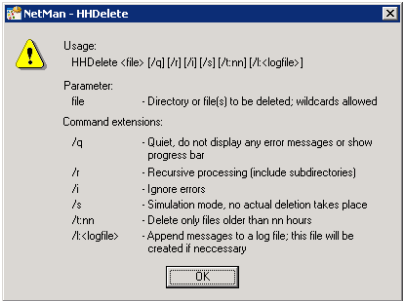 NetMan - HHDelete
Usage:
HHDelete <file> [/q] [/r] [/i] [/s] [/t:nn] [/l:<logfile>]
Parameter:
file - Directory or file(s) to be deleted; wildcards allowed
Command extensions:
/q - Quiet, do not display any error messages or show
progress bar
/r - Recursive processing (include subdirectories)
/i - Ignore errors
/s - Simulation mode, no actual deletion takes place
/t:nn - Delete only files older than nn hours
/l:<logfile> - Append messages to a log file; this file will be
created if neccessary
OK